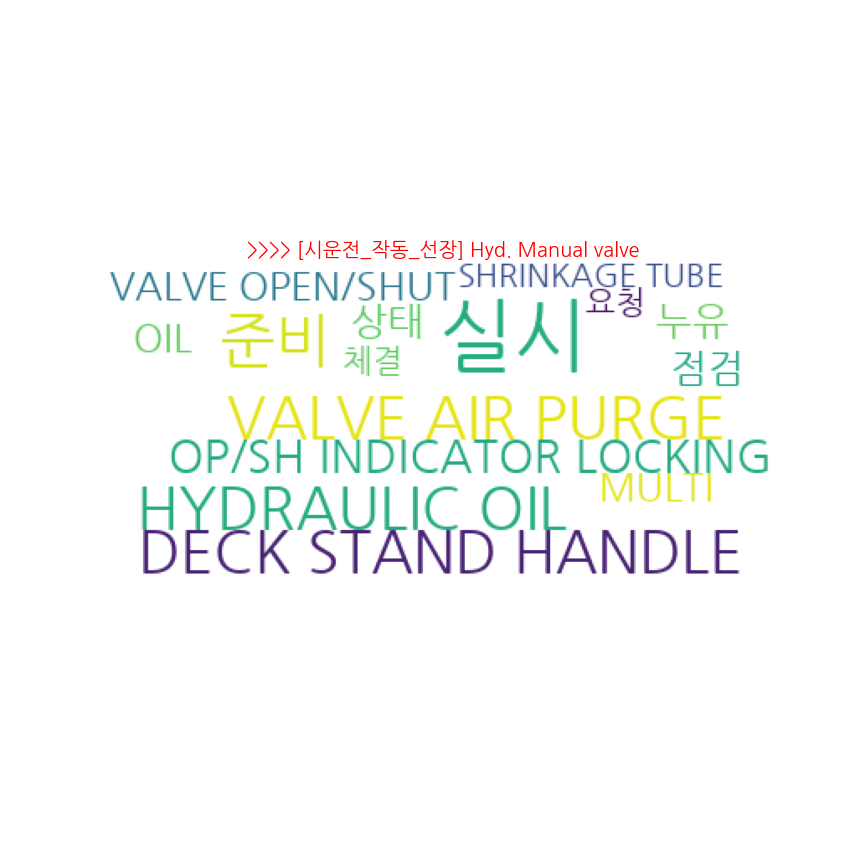 >>>> [시운전_작동_선장] Hyd. Manual valve
VALVE OPEN/SHUT SHRINKAGE TUBE
OIL 준비 상태 체결 실시 요청 누유 점검
VALVE AIR PURGE
OP/SH INDICATOR LOCKING
HYDRAULIC OIL MULTI
DECK STAND HANDLE